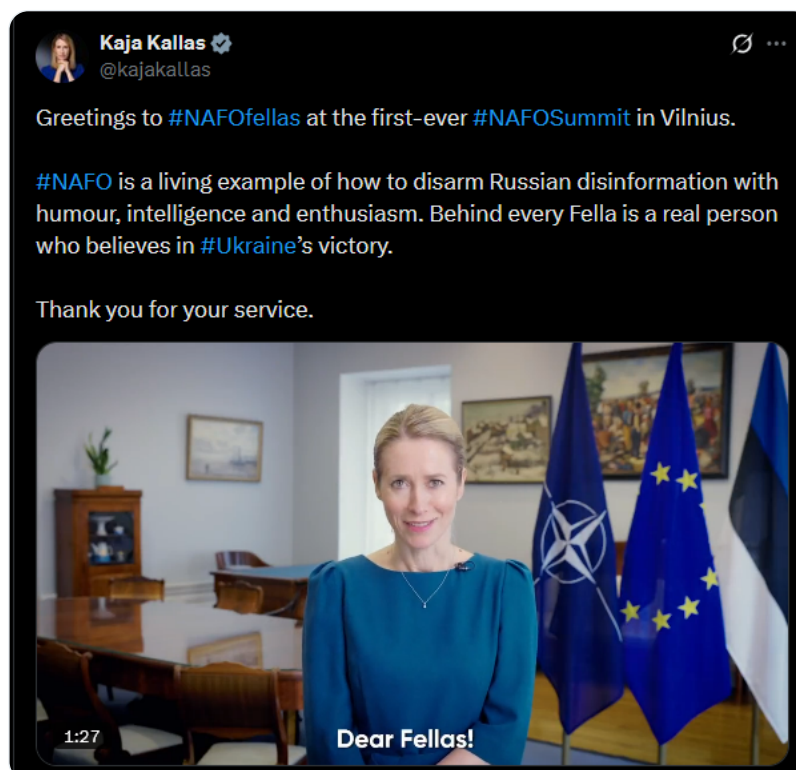 Kaja Kallas
@kajakallas
Greetings to #NAFOfellas at the first-ever #NAFOSummit in Vilnius.
#NAFO is a living example of how to disarm Russian disinformation with
humour, intelligence and enthusiasm. Behind every Fella is a real person
who believes in #Ukraine’s victory.
Thank you for your service.
1:27
Dear Fellas!